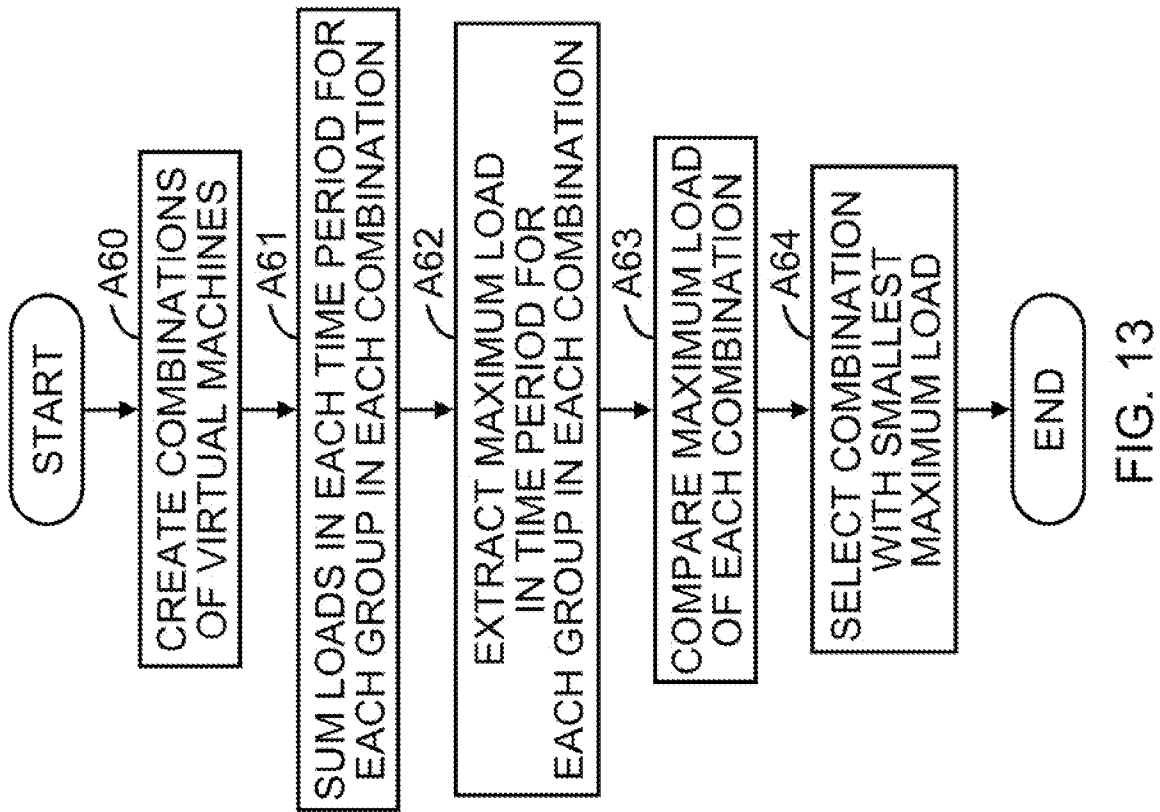 START
A60
CREATE COMBINATIONS
OF VIRTUAL MACHINES
A61
SUM LOADS IN EACH TIME PERIOD FOR
EACH GROUP IN EACH COMBINATION
A62
EXTRACT MAXIMUM LOAD
IN TIME PERIOD FOR
EACH GROUP IN EACH COMBINATION
A63
COMPARE MAXIMUM LOAD
OF EACH COMBINATION
A64
SELECT COMBINATION
WITH SMALLEST
MAXIMUM LOAD
END
FIG. 13